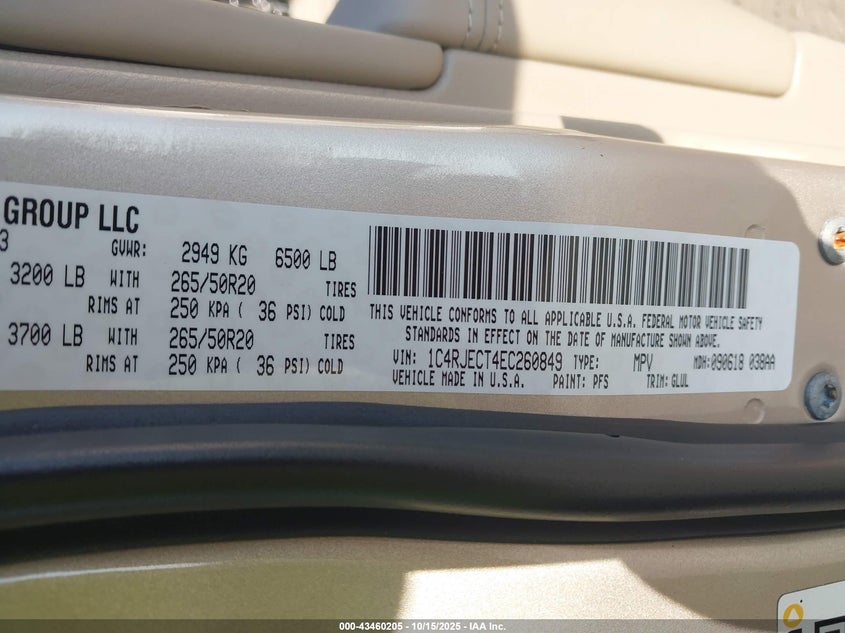 GROUP LLC
3
GVWR: 2949 KG 6500 LB
3200 LB WITH 265/50R20 TIRES
RIMS AT 250 KPA ( 36 PSI) COLD
3700 LB WITH 265/50R20 TIRES
RIMS AT 250 KPA ( 36 PSI) COLD
THIS VEHICLE CONFORMS TO ALL APPLICABLE U.S.A. FEDERAL MOTOR VEHICLE SAFETY
STANDARDS IN EFFECT ON THE DATE OF MANUFACTURE SHOWN ABOVE.
VIN: 1C4RJECT4EC260849 TYPE: MPV MDH: 090618 038AA
VEHICLE MADE IN U.S.A. PAINT: PFS TRIM: GLUL
000-43460205 - 10/15/2025 - IAA Inc.